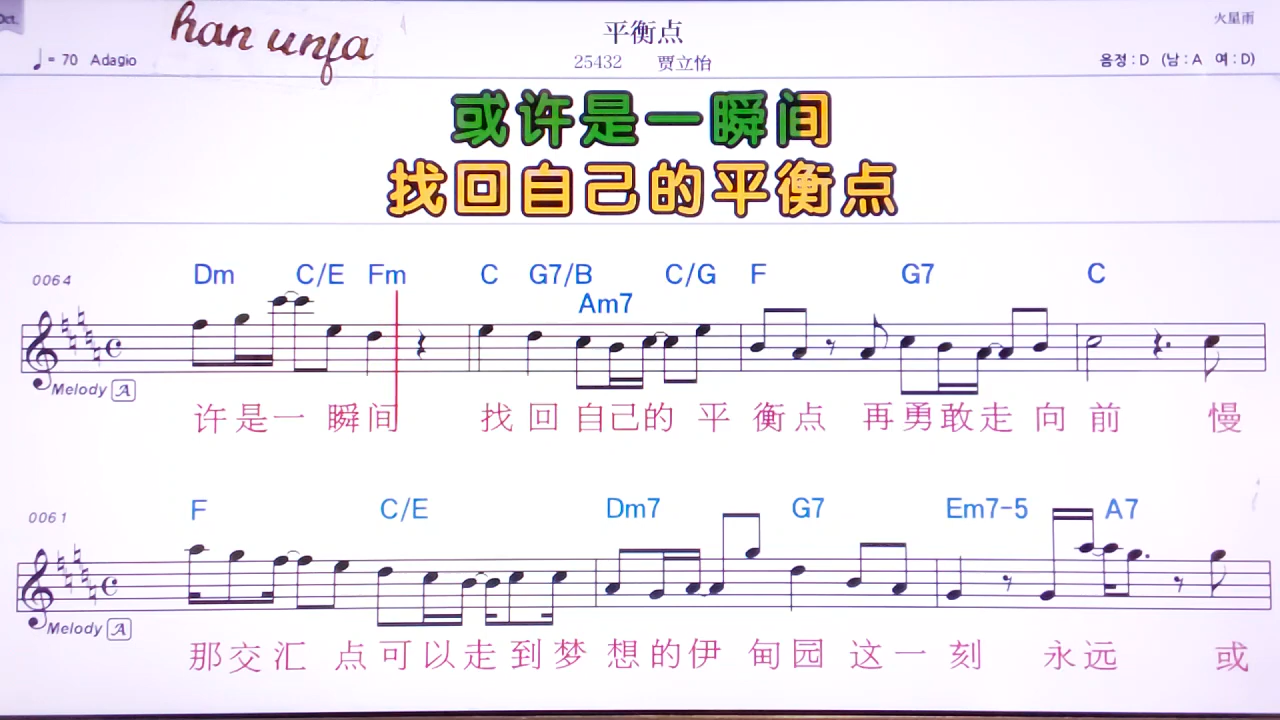 Oct.
han unfa
平衡点
火星雨
= 70 Adagio
25432 贾立怡
음정 : D (남 : A 여 : D)
或许是一瞬间
找回自己的平衡点
0064
Dm C/E Fm C G7/B Am7 C/G F G7 C
Melody A
许是一 瞬间 找回自己的 平 衡点 再勇敢走 向 前 慢
0061
F C/E Dm7 G7 Em7-5 A7
Melody A
那交汇 点可以走到梦 想的伊 甸园 这一 刻 永远 或